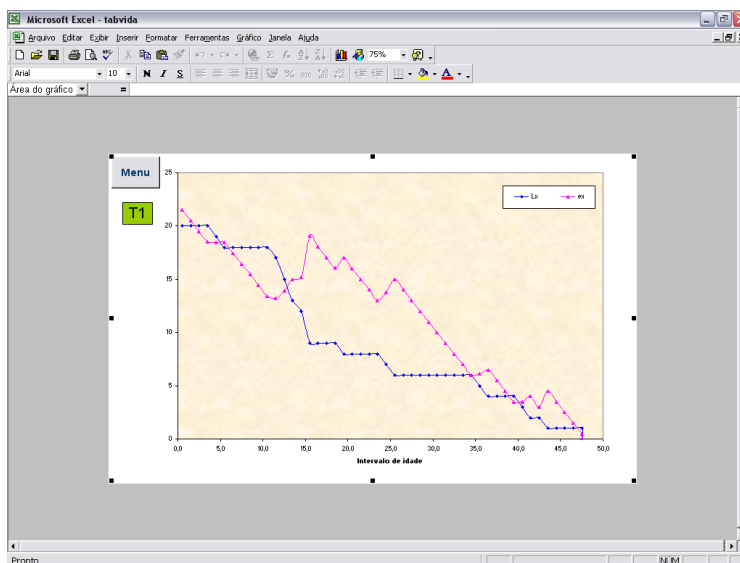 Microsoft Excel - tabvida
Arquivo Editar Exibir Inserir Formatar Ferramentas Gráfico Janela Ajuda
75%
Arial 10 N I S
Área do gráfico =
Menu
T1
Lx ex
25
20
15
10
5
0
0,0 5,0 10,0 15,0 20,0 25,0 30,0 35,0 40,0 45,0 50,0
Intervalo de idade
Pronto NÚM